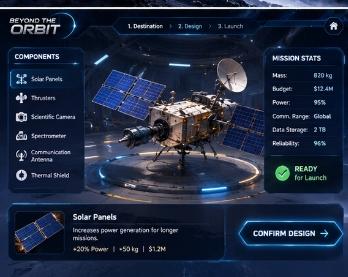 BEYOND THE
ORBIT
1. Destination > 2. Design > 3. Launch
COMPONENTS
Solar Panels
Thrusters
Scientific Camera
Spectrometer
Communication
Antenna
Thermal Shield
MISSION STATS
Mass: 820 kg
Budget: $12.4M
Power: 95%
Comm. Range: Global
Data Storage: 2 TB
Reliability: 96%
READY
for Launch
Solar Panels
Increases power generation for longer
missions.
+20% Power | +50 kg | $1.2M
CONFIRM DESIGN →